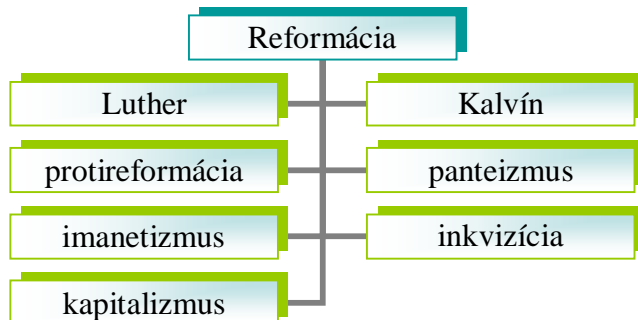 Reformácia
Luther
Kalvín
protireformácia
panteizmus
imanetizmus
inkvizícia
kapitalizmus